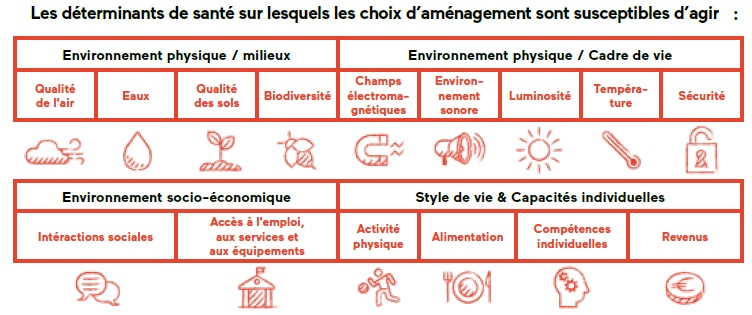 Les déterminants de santé sur lesquels les choix d'aménagement sont susceptibles d'agir :
Environnement physique / milieux
Environnement physique / Cadre de vie
Qualité
de l'air
Eaux
Qualité
des sols
Biodiversité
Champs
électroma-
gnétiques
Environ-
nement
sonore
Luminosité
Tempéra-
ture
Sécurité
Environnement socio-économique
Style de vie & Capacités individuelles
Intéractions sociales
Accès à l'emploi,
aux services et
aux équipements
Activité
physique
Alimentation
Compétences
individuelles
Revenus